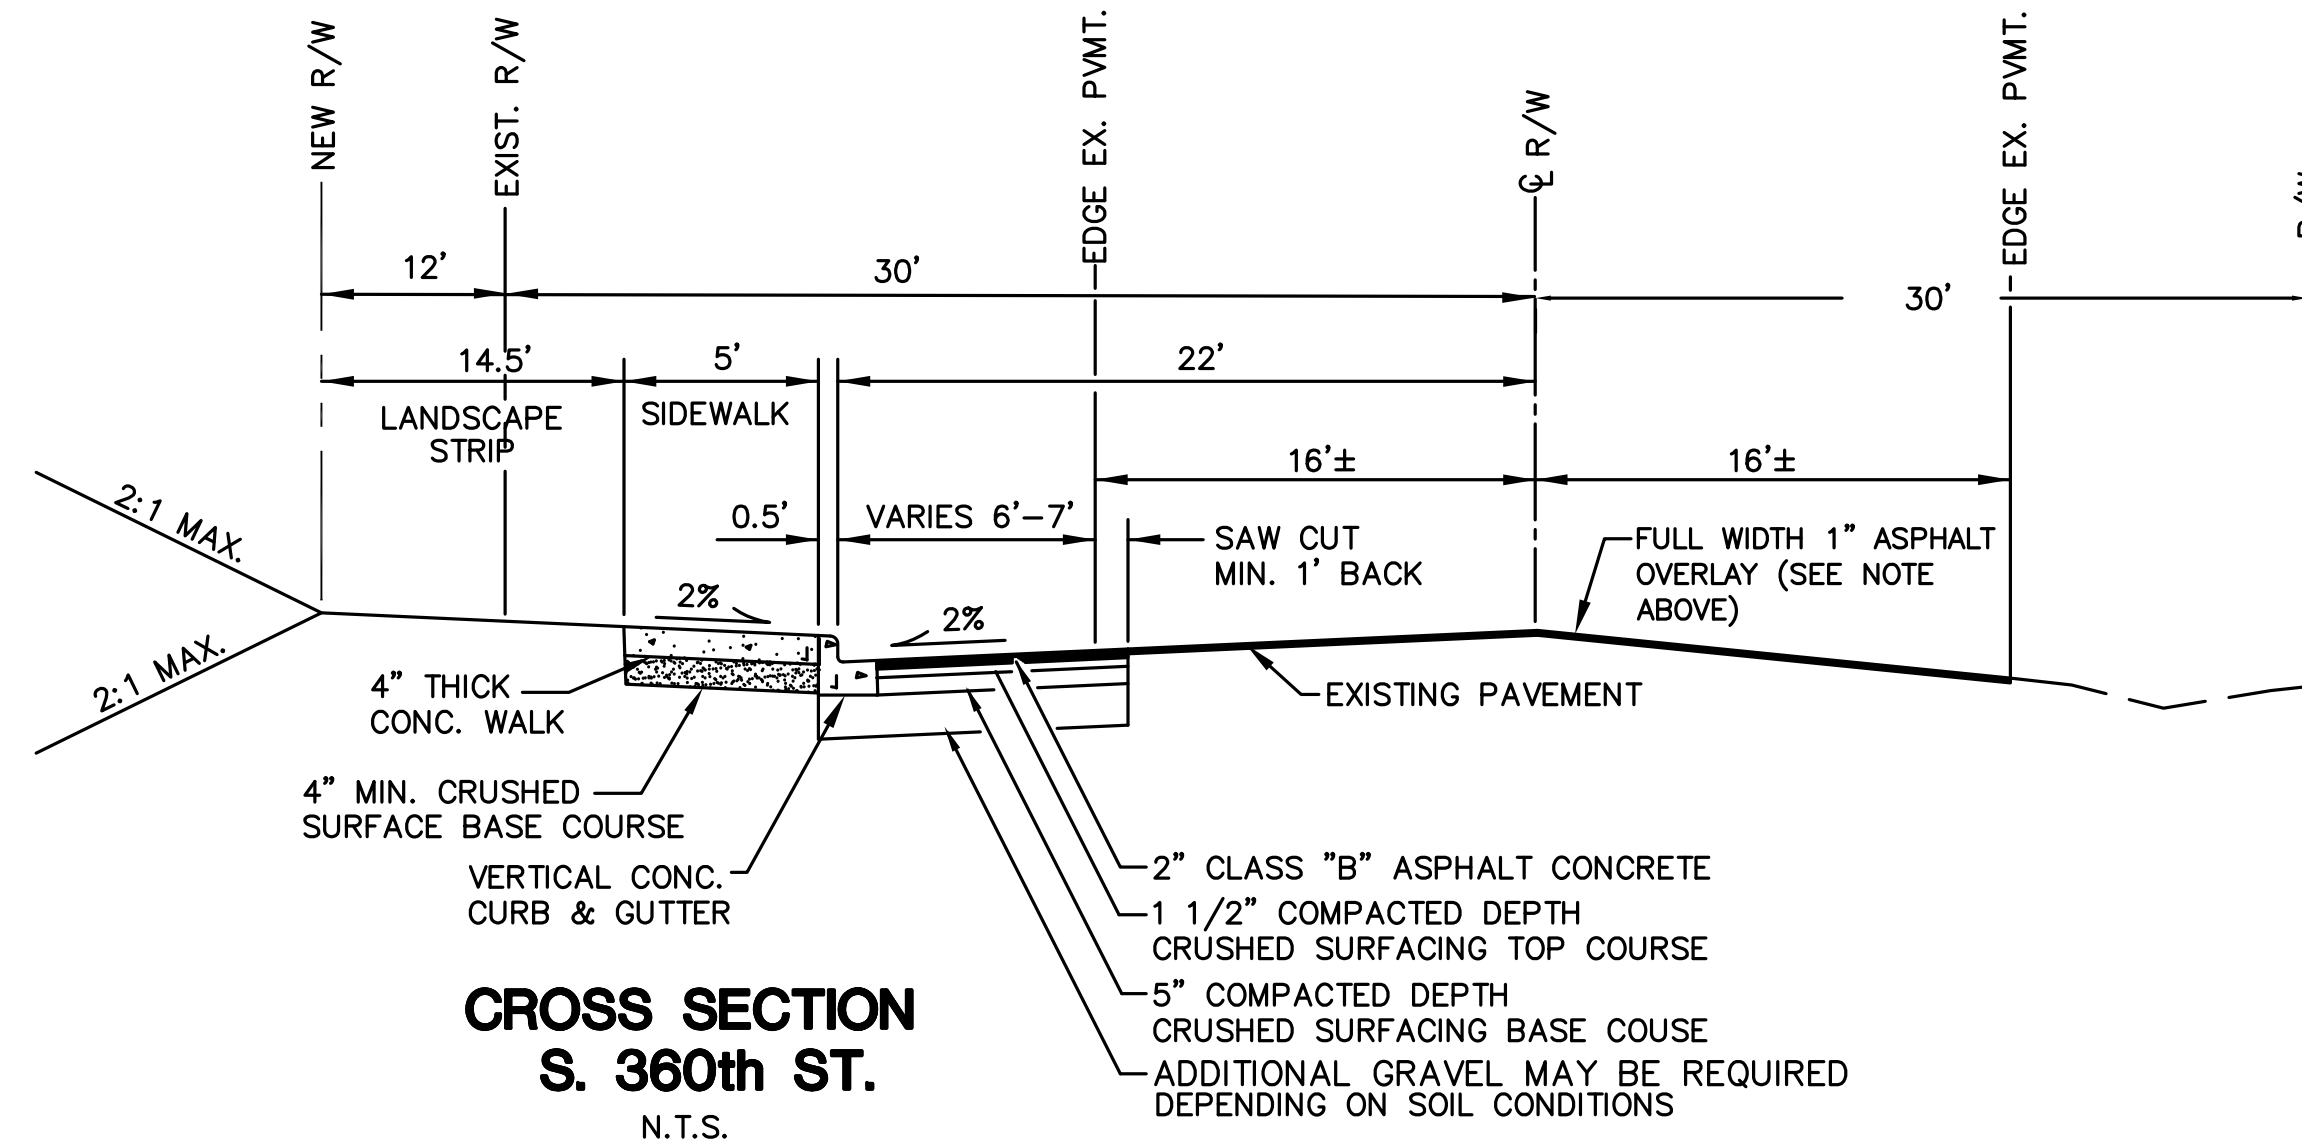 NEW R/W
EXIST. R/W
EDGE EX. PVMT.
℄ R/W
EDGE EX. PVMT.
R/W
12'
30'
30'
14.5'
5'
22'
LANDSCAPE
STRIP
SIDEWALK
16'±
16'±
0.5'
VARIES 6'-7'
SAW CUT
MIN. 1' BACK
FULL WIDTH 1" ASPHALT
OVERLAY (SEE NOTE
ABOVE)
2:1 MAX.
2:1 MAX.
2%
2%
4" THICK
CONC. WALK
EXISTING PAVEMENT
4" MIN. CRUSHED
SURFACE BASE COURSE
VERTICAL CONC.
CURB & GUTTER
2" CLASS "B" ASPHALT CONCRETE
1 1/2" COMPACTED DEPTH
CRUSHED SURFACING TOP COURSE
5" COMPACTED DEPTH
CRUSHED SURFACING BASE COUSE
ADDITIONAL GRAVEL MAY BE REQUIRED
DEPENDING ON SOIL CONDITIONS
CROSS SECTION
S. 360th ST.
N.T.S.